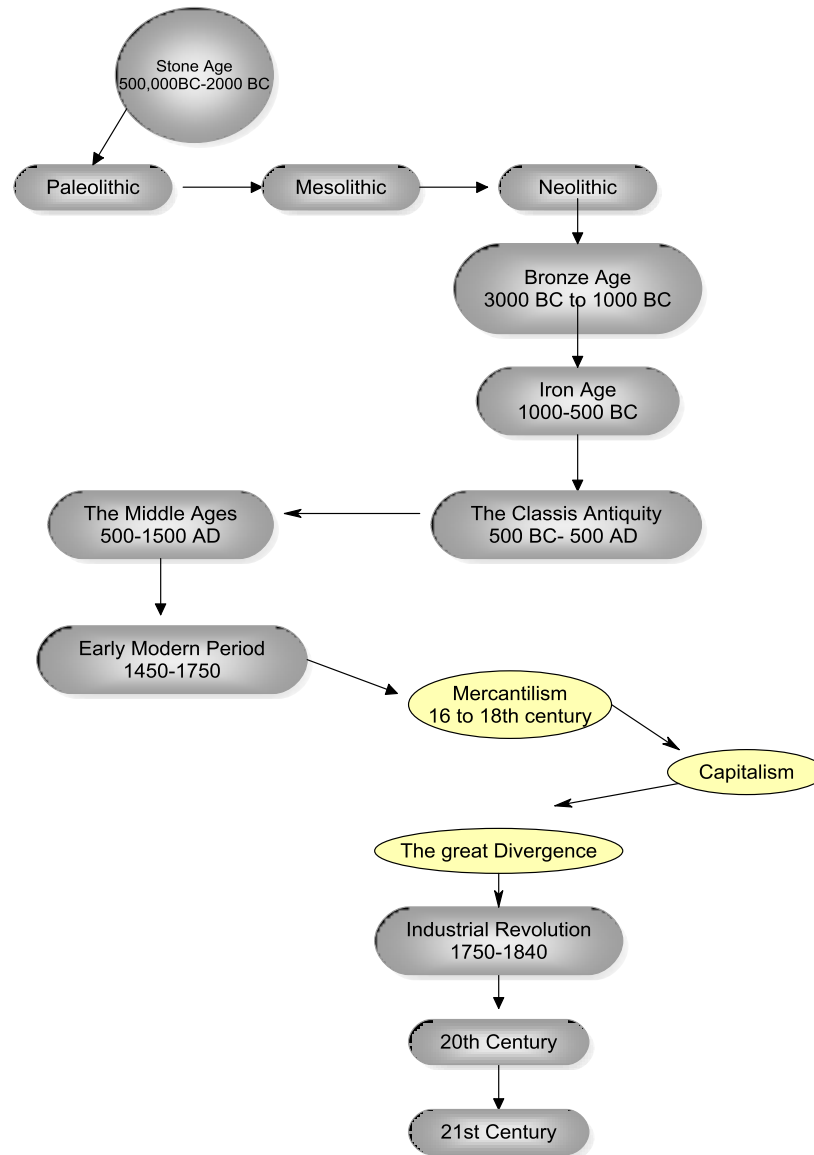 Stone Age
500,000BC-2000 BC
Paleolithic
Mesolithic
Neolithic
Bronze Age
3000 BC to 1000 BC
Iron Age
1000-500 BC
The Classis Antiquity
500 BC- 500 AD
The Middle Ages
500-1500 AD
Early Modern Period
1450-1750
Mercantilism
16 to 18th century
Capitalism
The great Divergence
Industrial Revolution
1750-1840
20th Century
21st Century